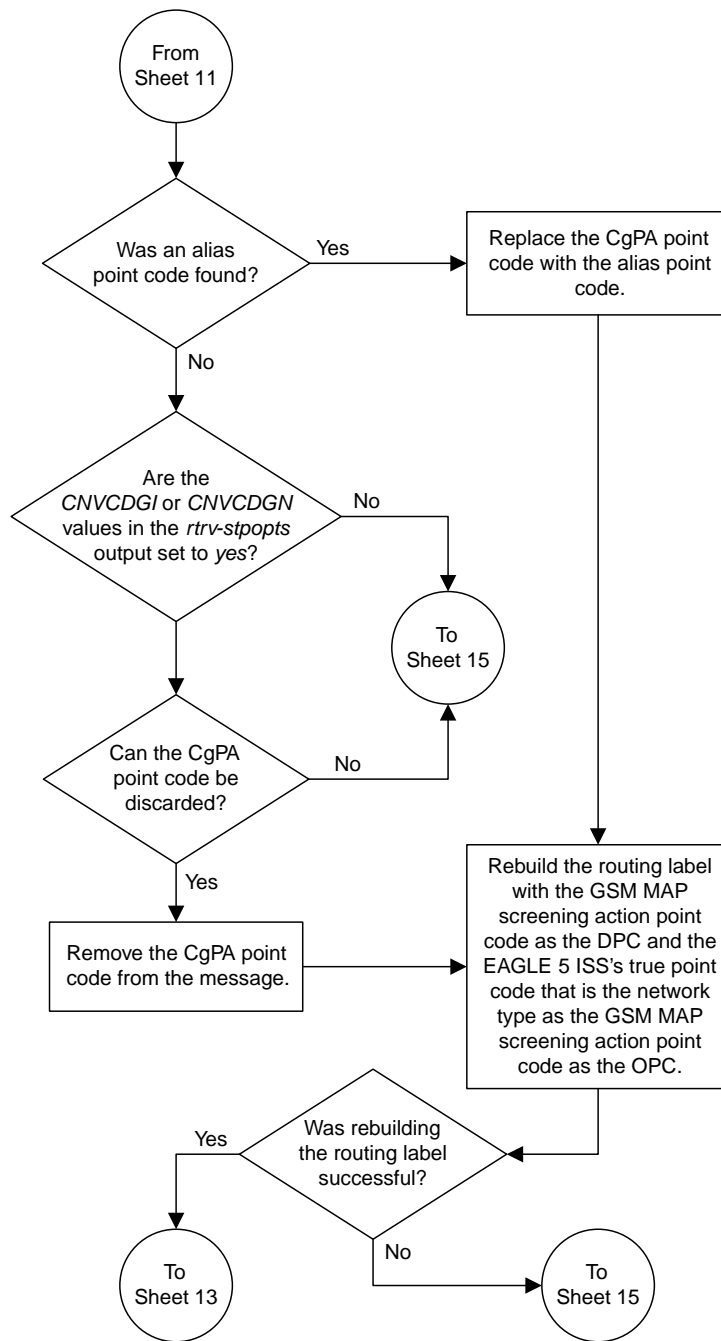 From
Sheet 11
Was an alias
point code found?
Yes
Replace the CgPA point
code with the alias point
code.
No
Are the
CNVCDGI or CNVCDGN
values in the rtrv-stpopts
output set to yes?
No
To
Sheet 15
Can the CgPA
point code be
discarded?
No
Yes
Remove the CgPA point
code from the message.
Rebuild the routing label
with the GSM MAP
screening action point
code as the DPC and the
EAGLE 5 ISS's true point
code that is the network
type as the GSM MAP
screening action point
code as the OPC.
Was rebuilding
the routing label
successful?
Yes
No
To
Sheet 13
To
Sheet 15